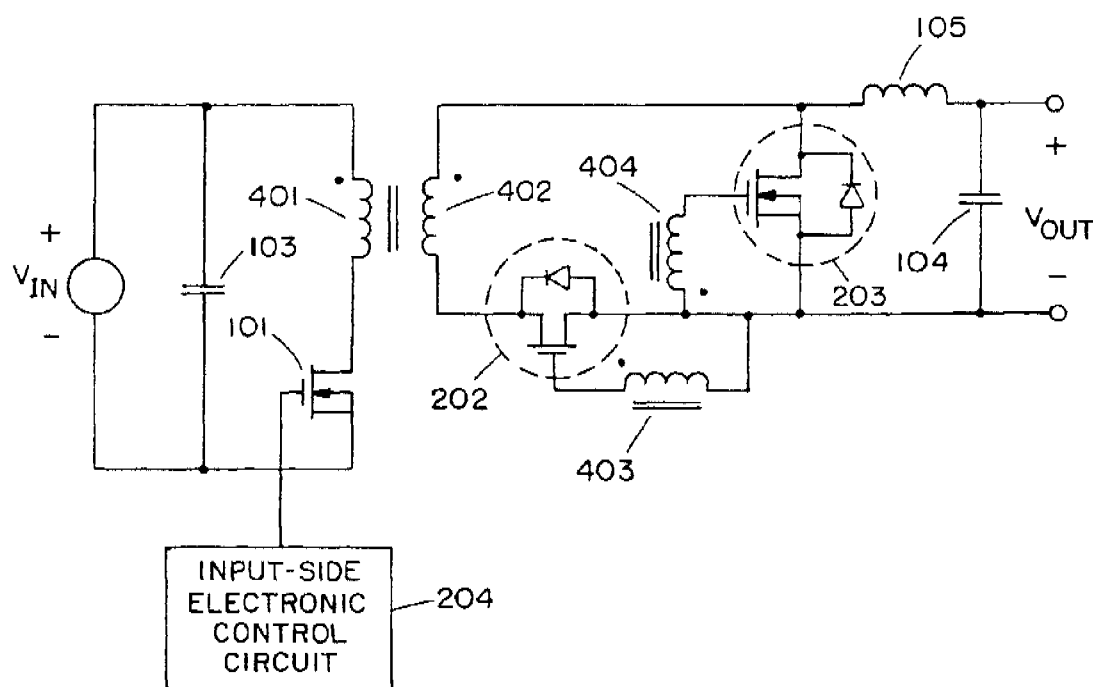 105
401
402
404
+
+
V_IN
103
104
V_OUT
-
203
-
101
202
403
INPUT-SIDE
ELECTRONIC
CONTROL
CIRCUIT
204